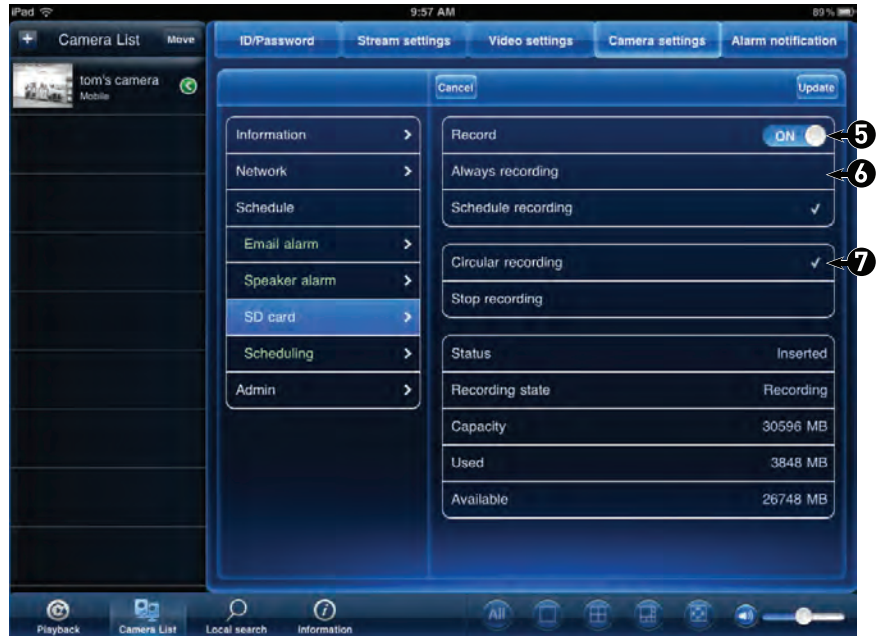 iPad 9:57 AM 89 %
+ Camera List Move
ID/Password Stream settings Video settings Camera settings Alarm notification
tom's camera
Mobile
Cancel Update
Information
Network
Schedule
Email alarm
Speaker alarm
SD card
Scheduling
Admin
Record ON 5
Always recording 6
Schedule recording
Circular recording 7
Stop recording
Status Inserted
Recording state Recording
Capacity 30596 MB
Used 3848 MB
Available 26748 MB
Playback Camera List Local search Information
All